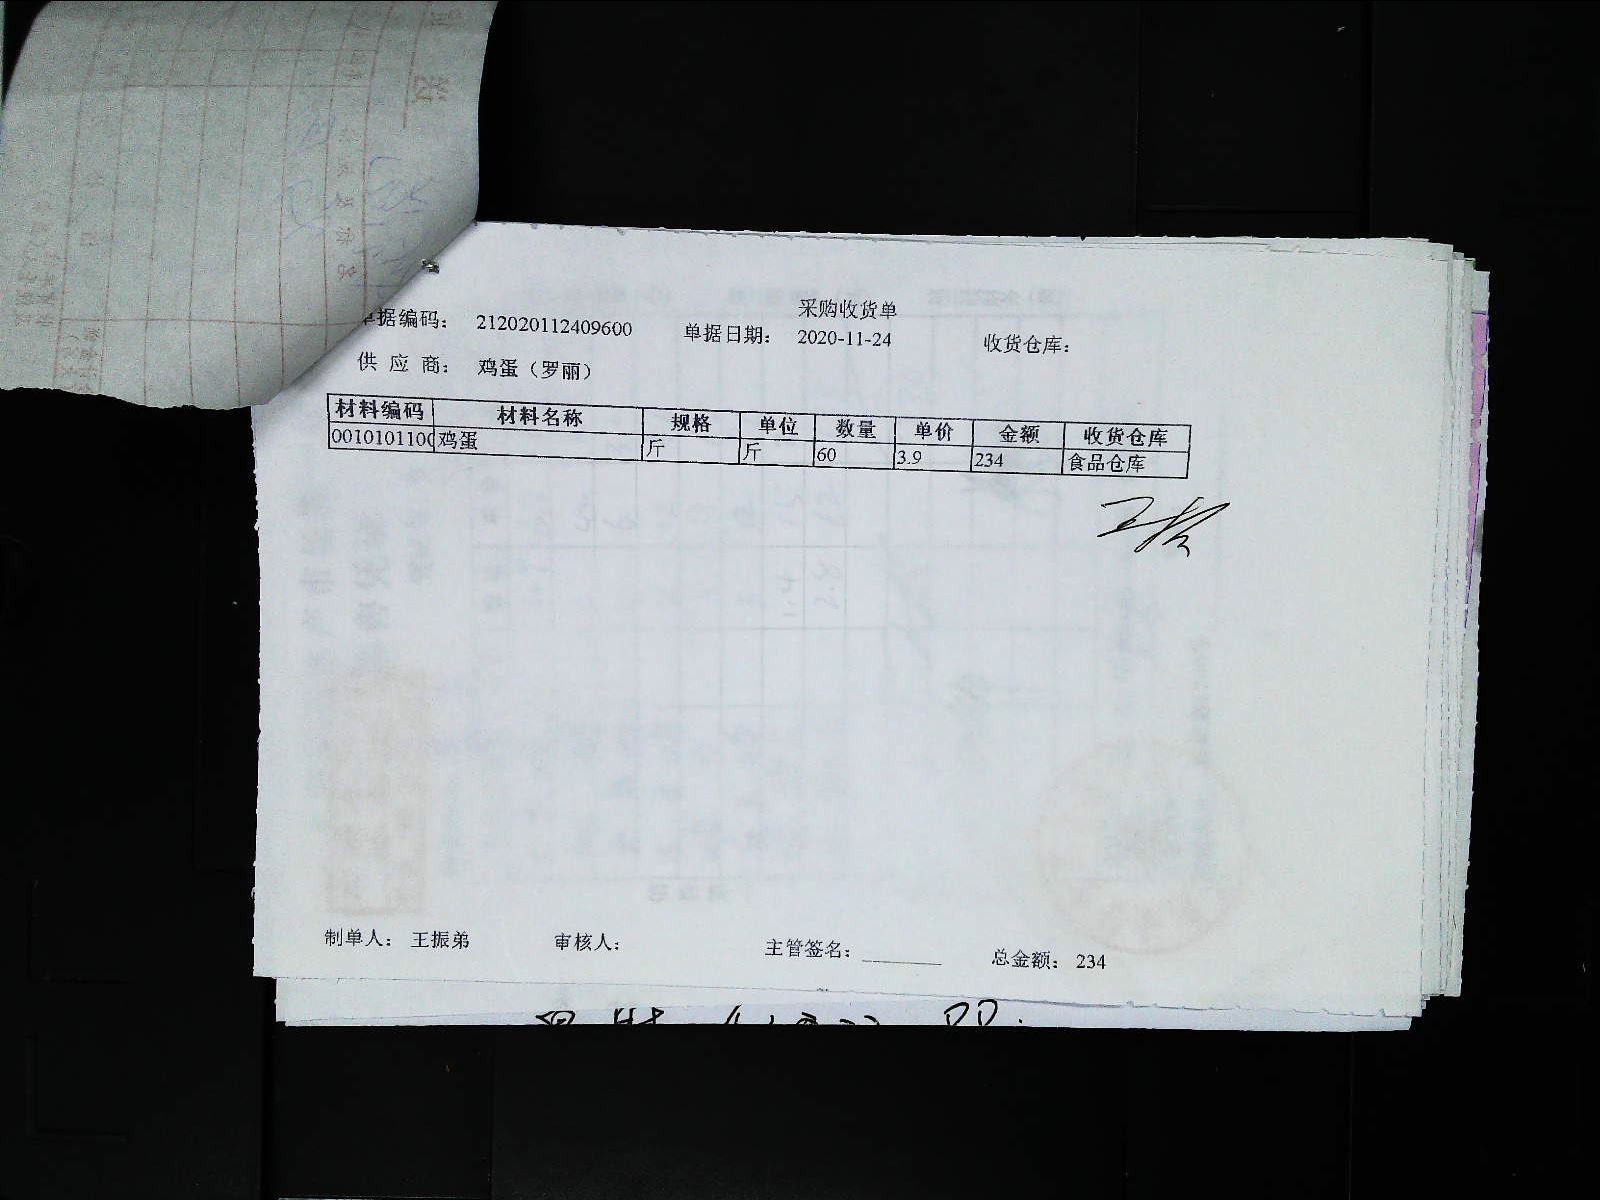 采购收货单
单据编码： 212020112409600 单据日期： 2020-11-24 收货仓库：
供 应 商： 鸡蛋（罗丽）
材料编码 材料名称 规格 单位 数量 单价 金额 收货仓库
0010101100 鸡蛋 斤 斤 60 3.9 234 食品仓库
制单人： 王振弟 审核人： 主管签名： 总金额： 234